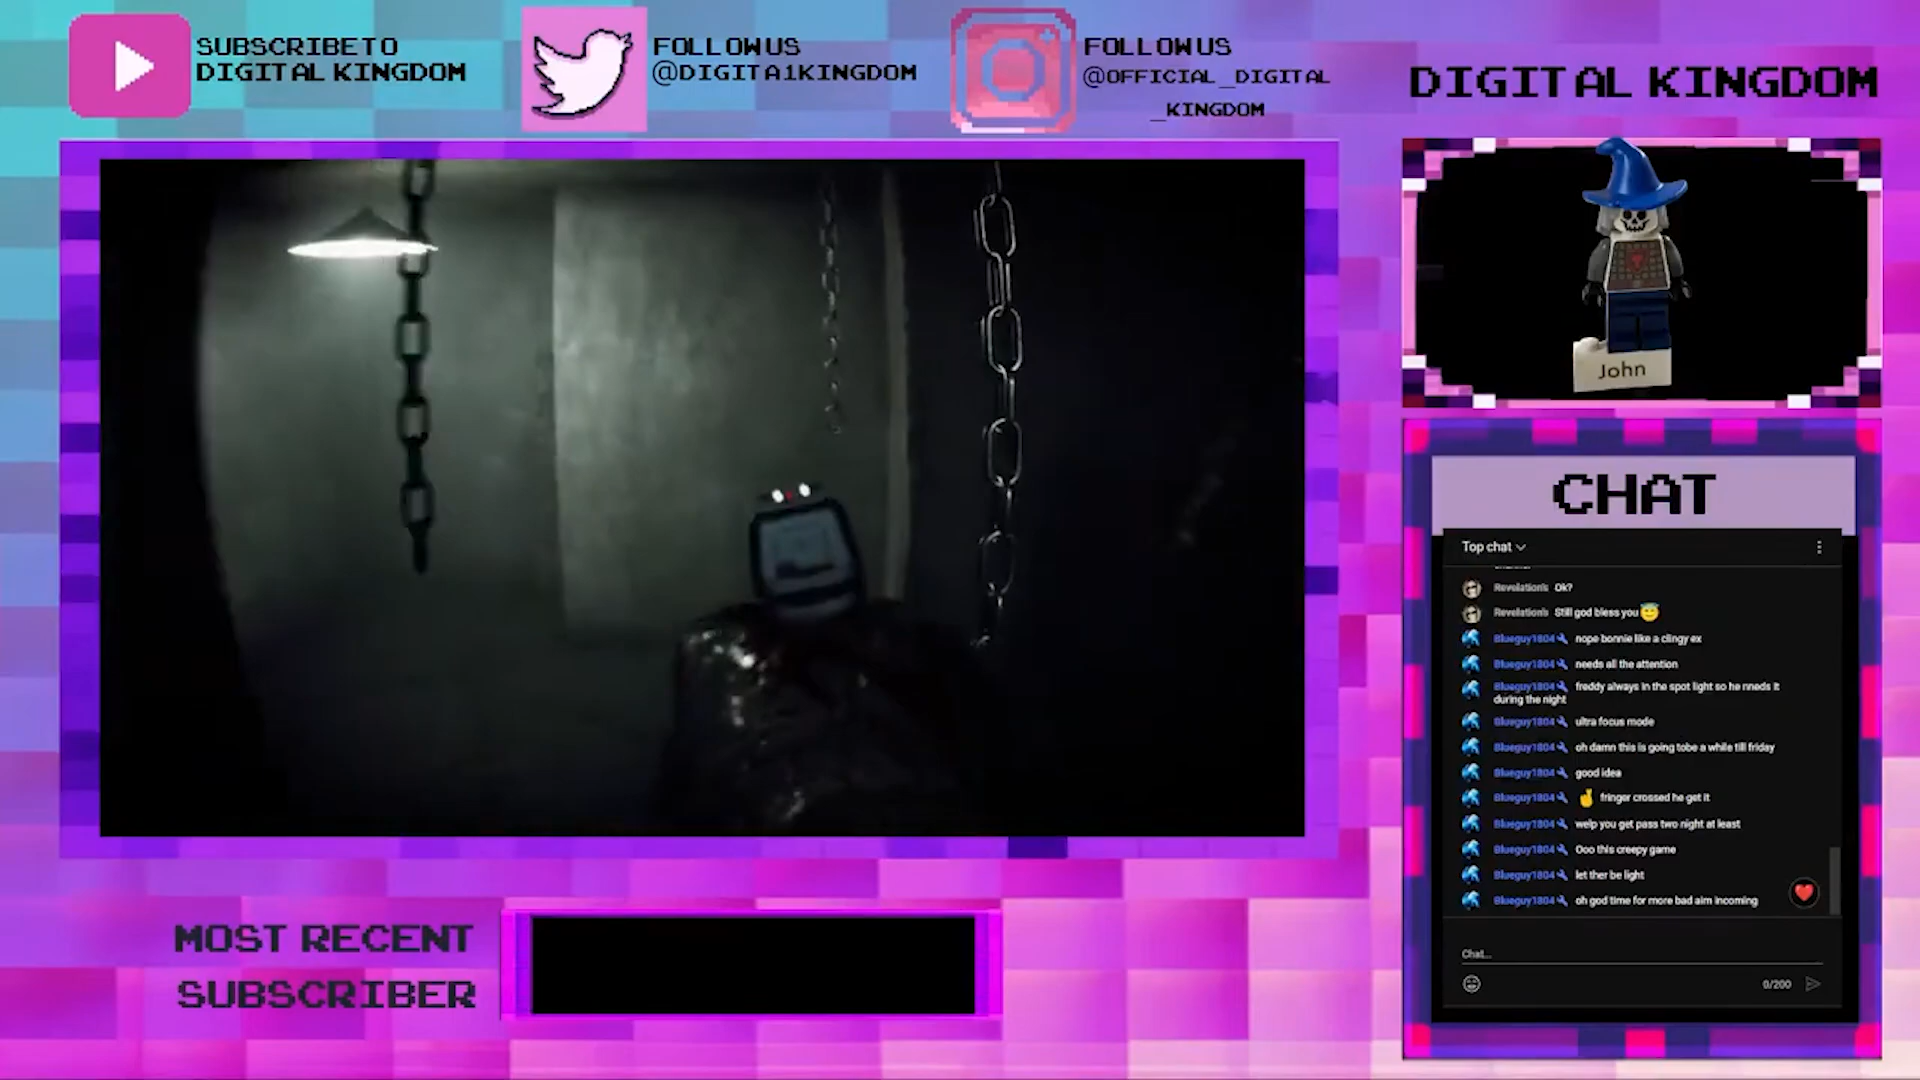 SUBSCRIBE TO
DIGITAL KINGDOM
FOLLOW US
@DIGITA1KINGDOM
FOLLOW US
@OFFICIAL_DIGITAL
_KINGDOM
DIGITAL KINGDOM
John
CHAT
Top chat
Revelation's Ok?
Revelation's Still god bless you 😇
Blueguy1804 nope bonnie like a clingy ex
Blueguy1804 needs all the attention
Blueguy1804 freddy always in the spot light so he nneds it
during the night
Blueguy1804 ultra focus mode
Blueguy1804 oh damn this is going tobe a while till friday
Blueguy1804 good idea
Blueguy1804 🤞 fringer crossed he get it
Blueguy1804 welp you get pass two night at least
Blueguy1804 Ooo this creepy game
Blueguy1804 let ther be light
Blueguy1804 oh god time for more bad aim incoming
Chat...
0/200
MOST RECENT
SUBSCRIBER